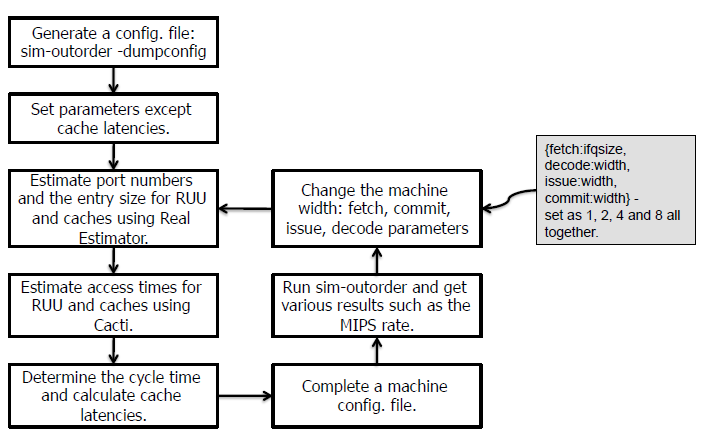 Generate a config. file:
sim-outorder -dumpconfig
Set parameters except
cache latencies.
Estimate port numbers
and the entry size for RUU
and caches using Real
Estimator.
Estimate access times for
RUU and caches using
Cacti.
Determine the cycle time
and calculate cache
latencies.
Complete a machine
config. file.
Run sim-outorder and get
various results such as the
MIPS rate.
Change the machine
width: fetch, commit,
issue, decode parameters
{fetch:ifqsize,
decode:width,
issue:width,
commit:width} -
set as 1, 2, 4 and 8 all
together.